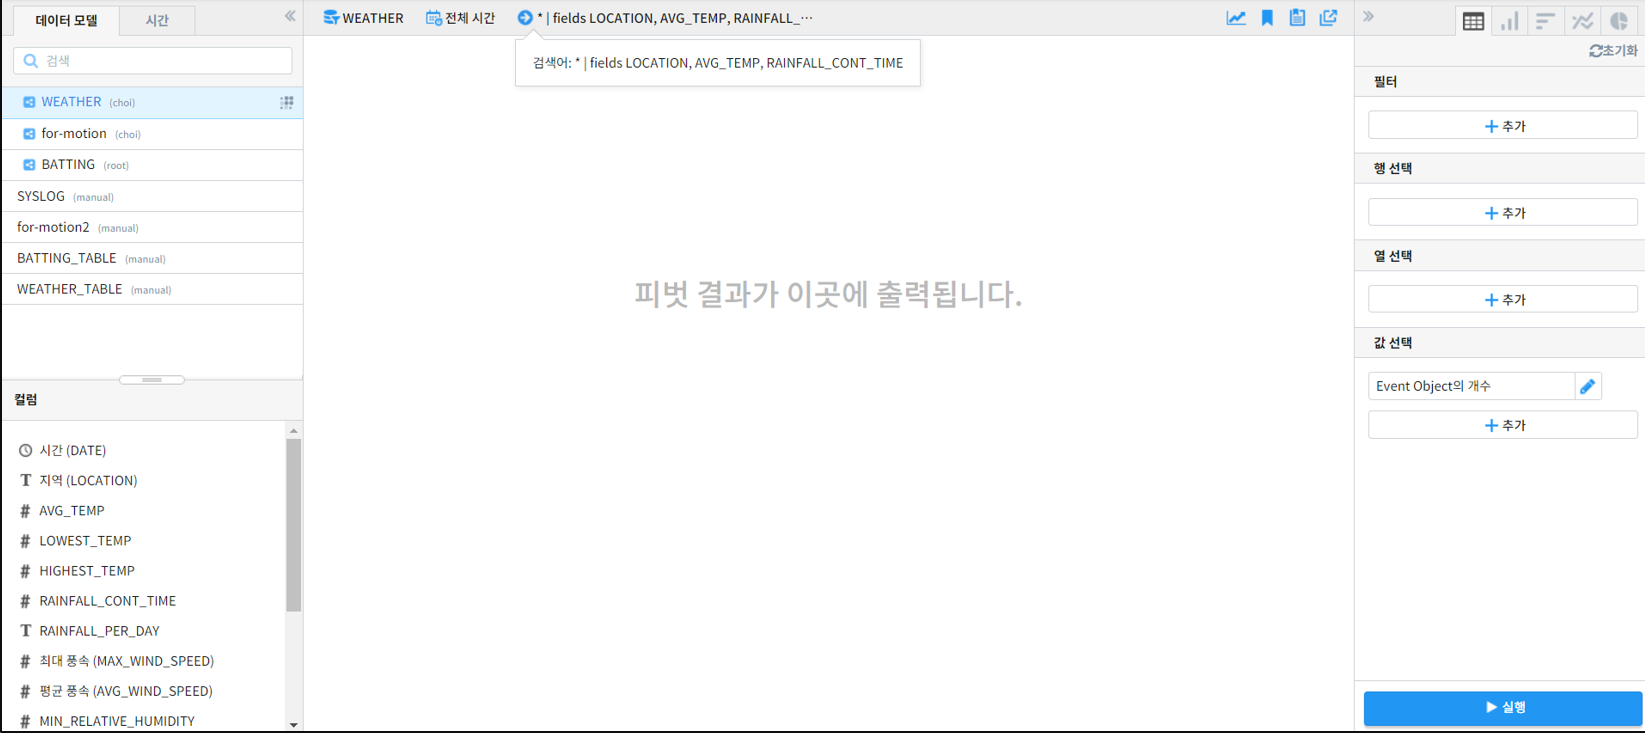 데이터 모델
시간
WEATHER
전체 시간
* | fields LOCATION, AVG_TEMP, RAINFALL_⋯
초기화
검색
검색어: * | fields LOCATION, AVG_TEMP, RAINFALL_CONT_TIME
WEATHER (choi)
for-motion (choi)
BATTING (root)
SYSLOG (manual)
for-motion2 (manual)
BATTING_TABLE (manual)
WEATHER_TABLE (manual)
컬럼
시간 (DATE)
T 지역 (LOCATION)
# AVG_TEMP
# LOWEST_TEMP
# HIGHEST_TEMP
# RAINFALL_CONT_TIME
T RAINFALL_PER_DAY
# 최대 풍속 (MAX_WIND_SPEED)
# 평균 풍속 (AVG_WIND_SPEED)
# MIN_RELATIVE_HUMIDITY
피벗 결과가 이곳에 출력됩니다.
필터
+ 추가
행 선택
+ 추가
열 선택
+ 추가
값 선택
Event Object의 개수
+ 추가
실행